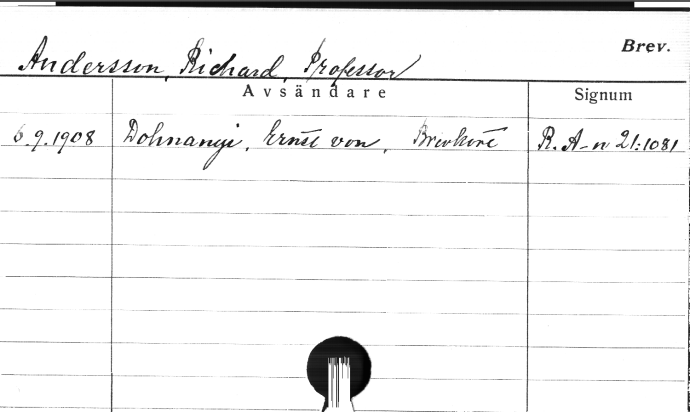 Brev.
Andersson, Richard, Professor
Avsändare Signum
6.9.1908 Dohnanyi, Ernst von, Brevkort R. A-n 21:1081